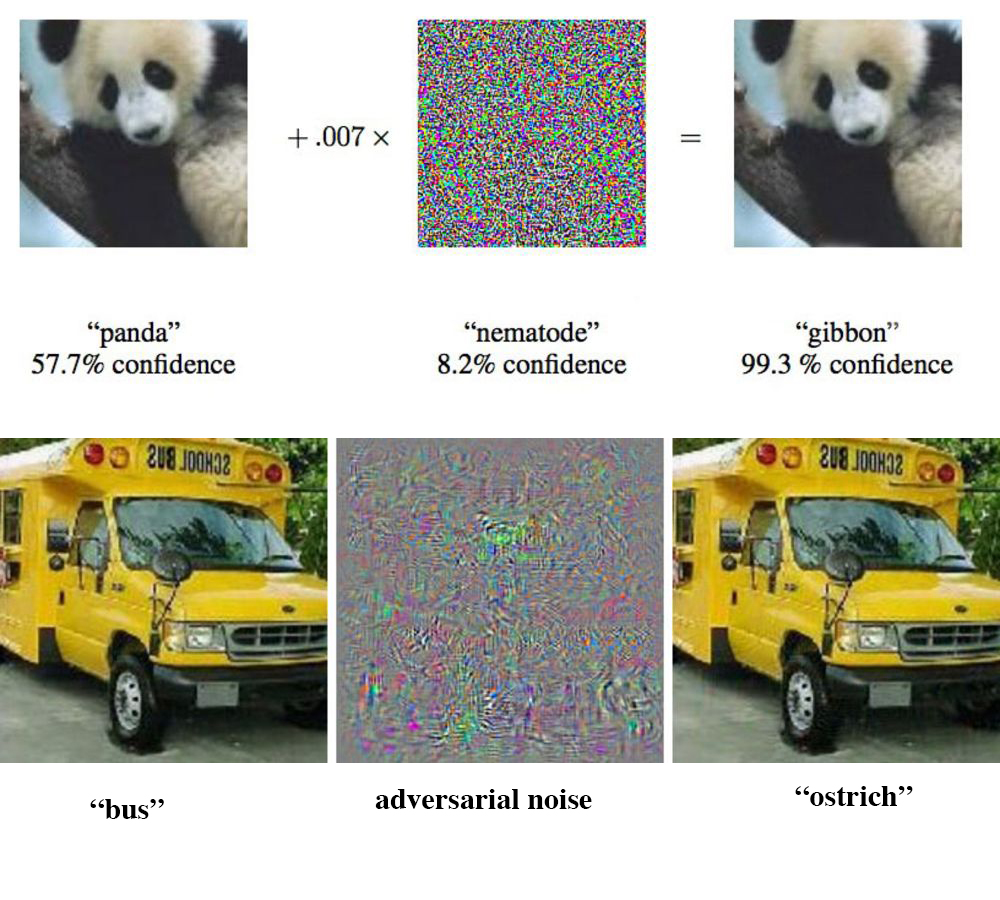 + .007 ×
=
“panda”
57.7% confidence
“nematode”
8.2% confidence
“gibbon”
99.3 % confidence
SCHOOL BUS
SCHOOL BUS
“bus”
adversarial noise
“ostrich”